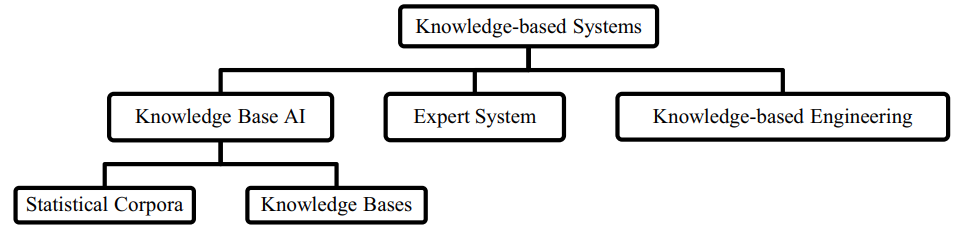 Knowledge-based Systems
Knowledge Base AI
Expert System
Knowledge-based Engineering
Statistical Corpora
Knowledge Bases